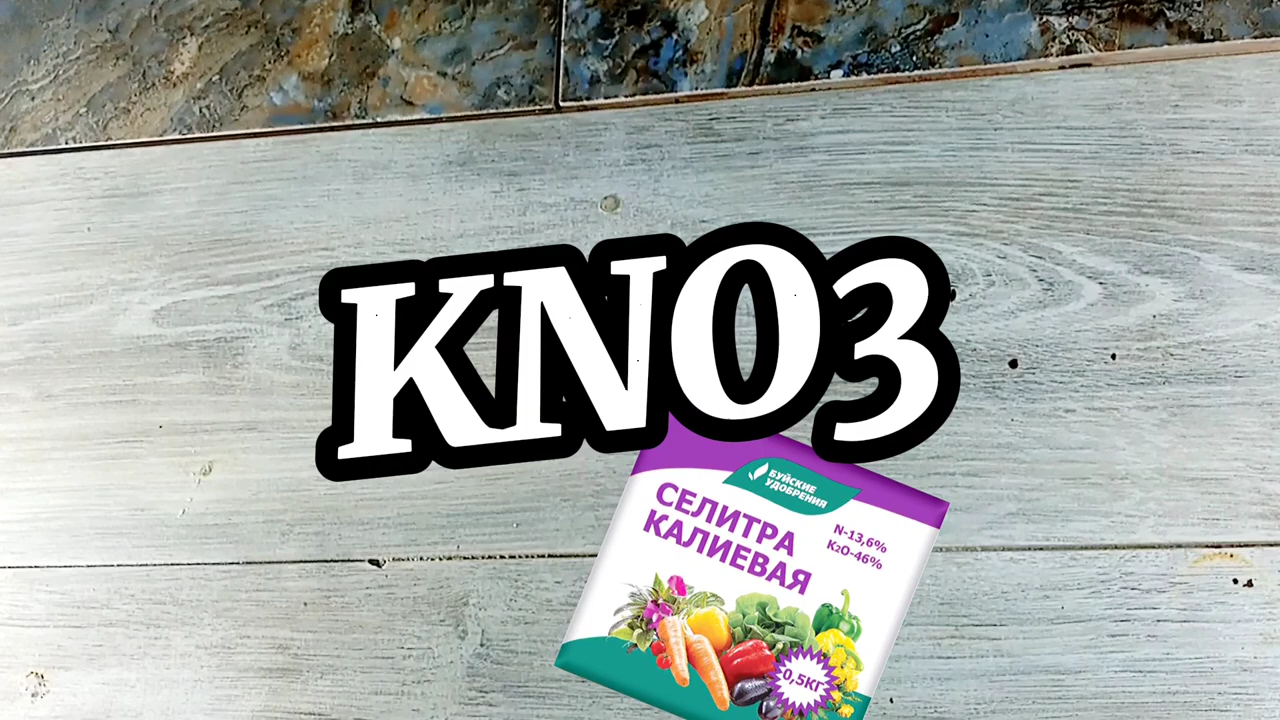 KNO3
БУЙСКИЕ
УДОБРЕНИЯ
СЕЛИТРА
КАЛИЕВАЯ
N-13,6%
K₂O-46%
0,5КГ